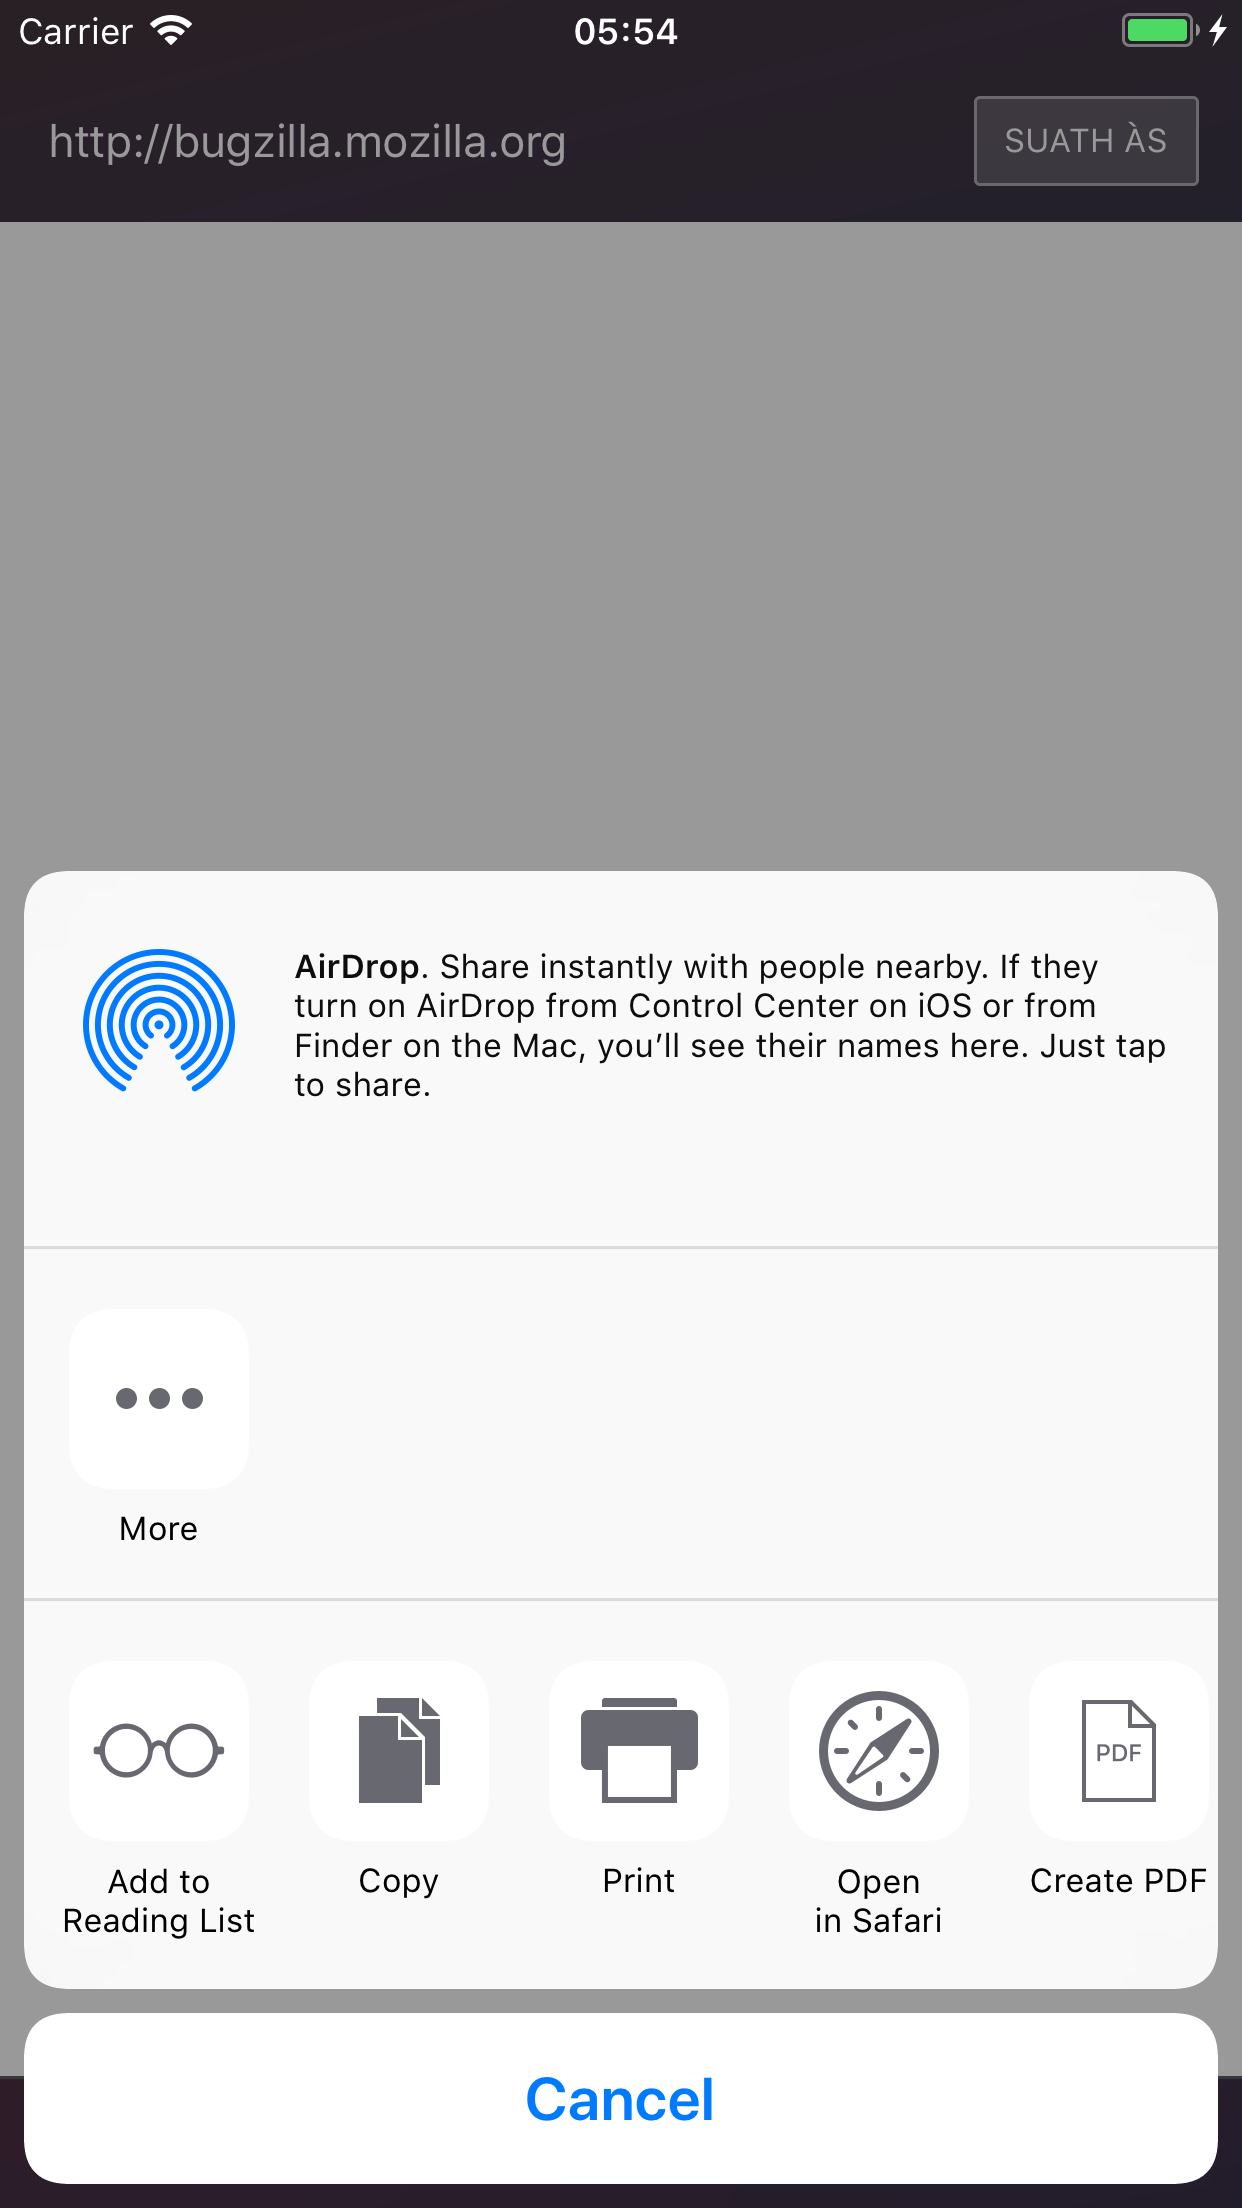 Carrier
05:54
http://bugzilla.mozilla.org
SUATH ÀS
AirDrop. Share instantly with people nearby. If they
turn on AirDrop from Control Center on iOS or from
Finder on the Mac, you’ll see their names here. Just tap
to share.
More
Add to
Reading List
Copy
Print
Open
in Safari
PDF
Create PDF
Cancel